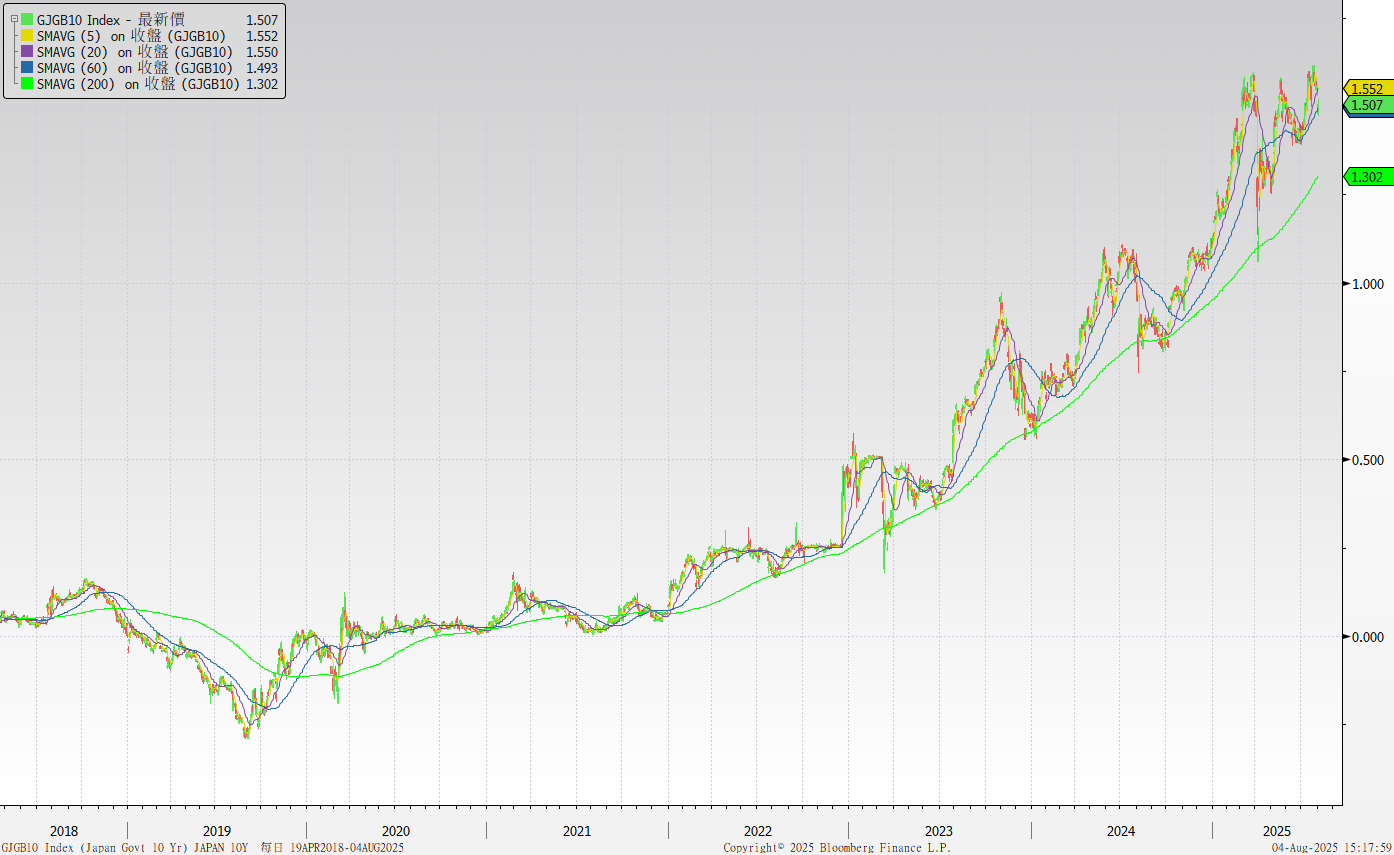 GJGB10 Index - 最新價 1.507
SMAVG (5) on 收盤 (GJGB10) 1.552
SMAVG (20) on 收盤 (GJGB10) 1.550
SMAVG (60) on 收盤 (GJGB10) 1.493
SMAVG (200) on 收盤 (GJGB10) 1.302
1.552
1.507
1.302
1.000
0.500
0.000
2018 2019 2020 2021 2022 2023 2024 2025
GJGB10 Index (Japan Govt 10 Yr) JAPAN 10Y 每日 19APR2018-04AUG2025 Copyright© 2025 Bloomberg Finance L.P. 04-Aug-2025 15:17:59